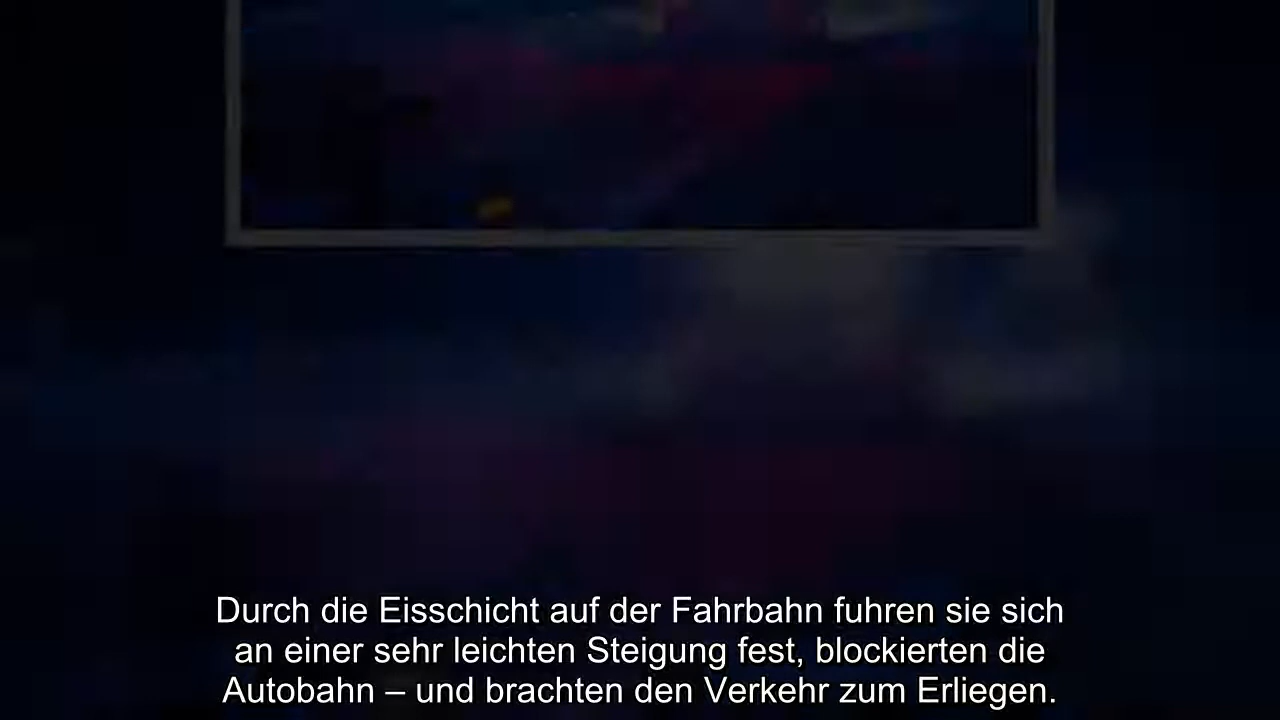 Durch die Eisschicht auf der Fahrbahn fuhren sie sich
an einer sehr leichten Steigung fest, blockierten die
Autobahn – und brachten den Verkehr zum Erliegen.